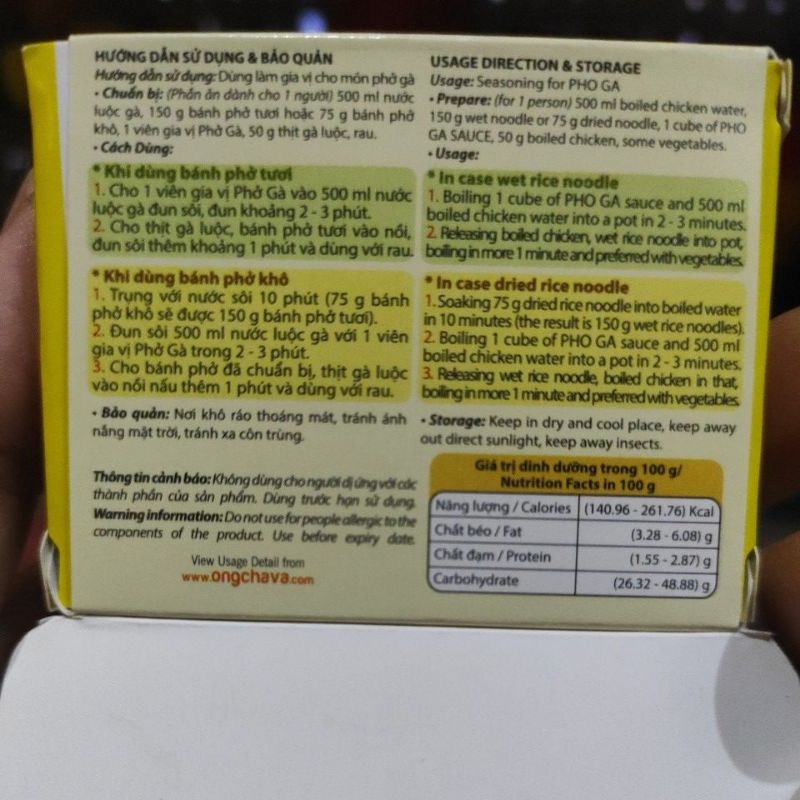 HƯỚNG DẪN SỬ DỤNG & BẢO QUẢN
Hướng dẫn sử dụng: Dùng làm gia vị cho món phở gà
• Chuẩn bị: (Phần ăn dành cho 1 người) 500 ml nước
luộc gà, 150 g bánh phở tươi hoặc 75 g bánh phở
khô, 1 viên gia vị Phở Gà, 50 g thịt gà luộc, rau.
• Cách Dùng:
* Khi dùng bánh phở tươi
1. Cho 1 viên gia vị Phở Gà vào 500 ml nước
luộc gà đun sôi, đun khoảng 2 - 3 phút.
2. Cho thịt gà luộc, bánh phở tươi vào nồi,
đun sôi thêm khoảng 1 phút và dùng với rau.
* Khi dùng bánh phở khô
1. Trụng với nước sôi 10 phút (75 g bánh
phở khô sẽ được 150 g bánh phở tươi).
2. Đun sôi 500 ml nước luộc gà với 1 viên
gia vị Phở Gà trong 2 - 3 phút.
3. Cho bánh phở đã chuẩn bị, thịt gà luộc
vào nồi nấu thêm 1 phút và dùng với rau.
• Bảo quản: Nơi khô ráo thoáng mát, tránh ánh
nắng mặt trời, tránh xa côn trùng.
Thông tin cảnh báo: Không dùng cho người dị ứng với các
thành phần của sản phẩm. Dùng trước hạn sử dụng.
Warning information: Do not use for people allergic to the
components of the product. Use before expiry date.
View Usage Detail from
www.ongchava.com
USAGE DIRECTION & STORAGE
Usage: Seasoning for PHO GA
• Prepare: (for 1 person) 500 ml boiled chicken water,
150 g wet noodle or 75 g dried noodle, 1 cube of PHO
GA SAUCE, 50 g boiled chicken, some vegetables.
• Usage:
* In case wet rice noodle
1. Boiling 1 cube of PHO GA sauce and 500 ml
boiled chicken water into a pot in 2 - 3 minutes.
2. Releasing boiled chicken, wet rice noodle into pot,
boiling in more 1 minute and preferred with vegetables.
* In case dried rice noodle
1. Soaking 75 g dried rice noodle into boiled water
in 10 minutes (the result is 150 g wet rice noodles).
2. Boiling 1 cube of PHO GA sauce and 500 ml
boiled chicken water into a pot in 2 - 3 minutes.
3. Releasing wet rice noodle, boiled chicken in that,
boiling in more 1 minute and preferred with vegetables.
• Storage: Keep in dry and cool place, keep away
out direct sunlight, keep away insects.
Giá trị dinh dưỡng trong 100 g/
Nutrition Facts in 100 g
Năng lượng / Calories (140.96 - 261.76) Kcal
Chất béo / Fat (3.28 - 6.08) g
Chất đạm / Protein (1.55 - 2.87) g
Carbohydrate (26.32 - 48.88) g